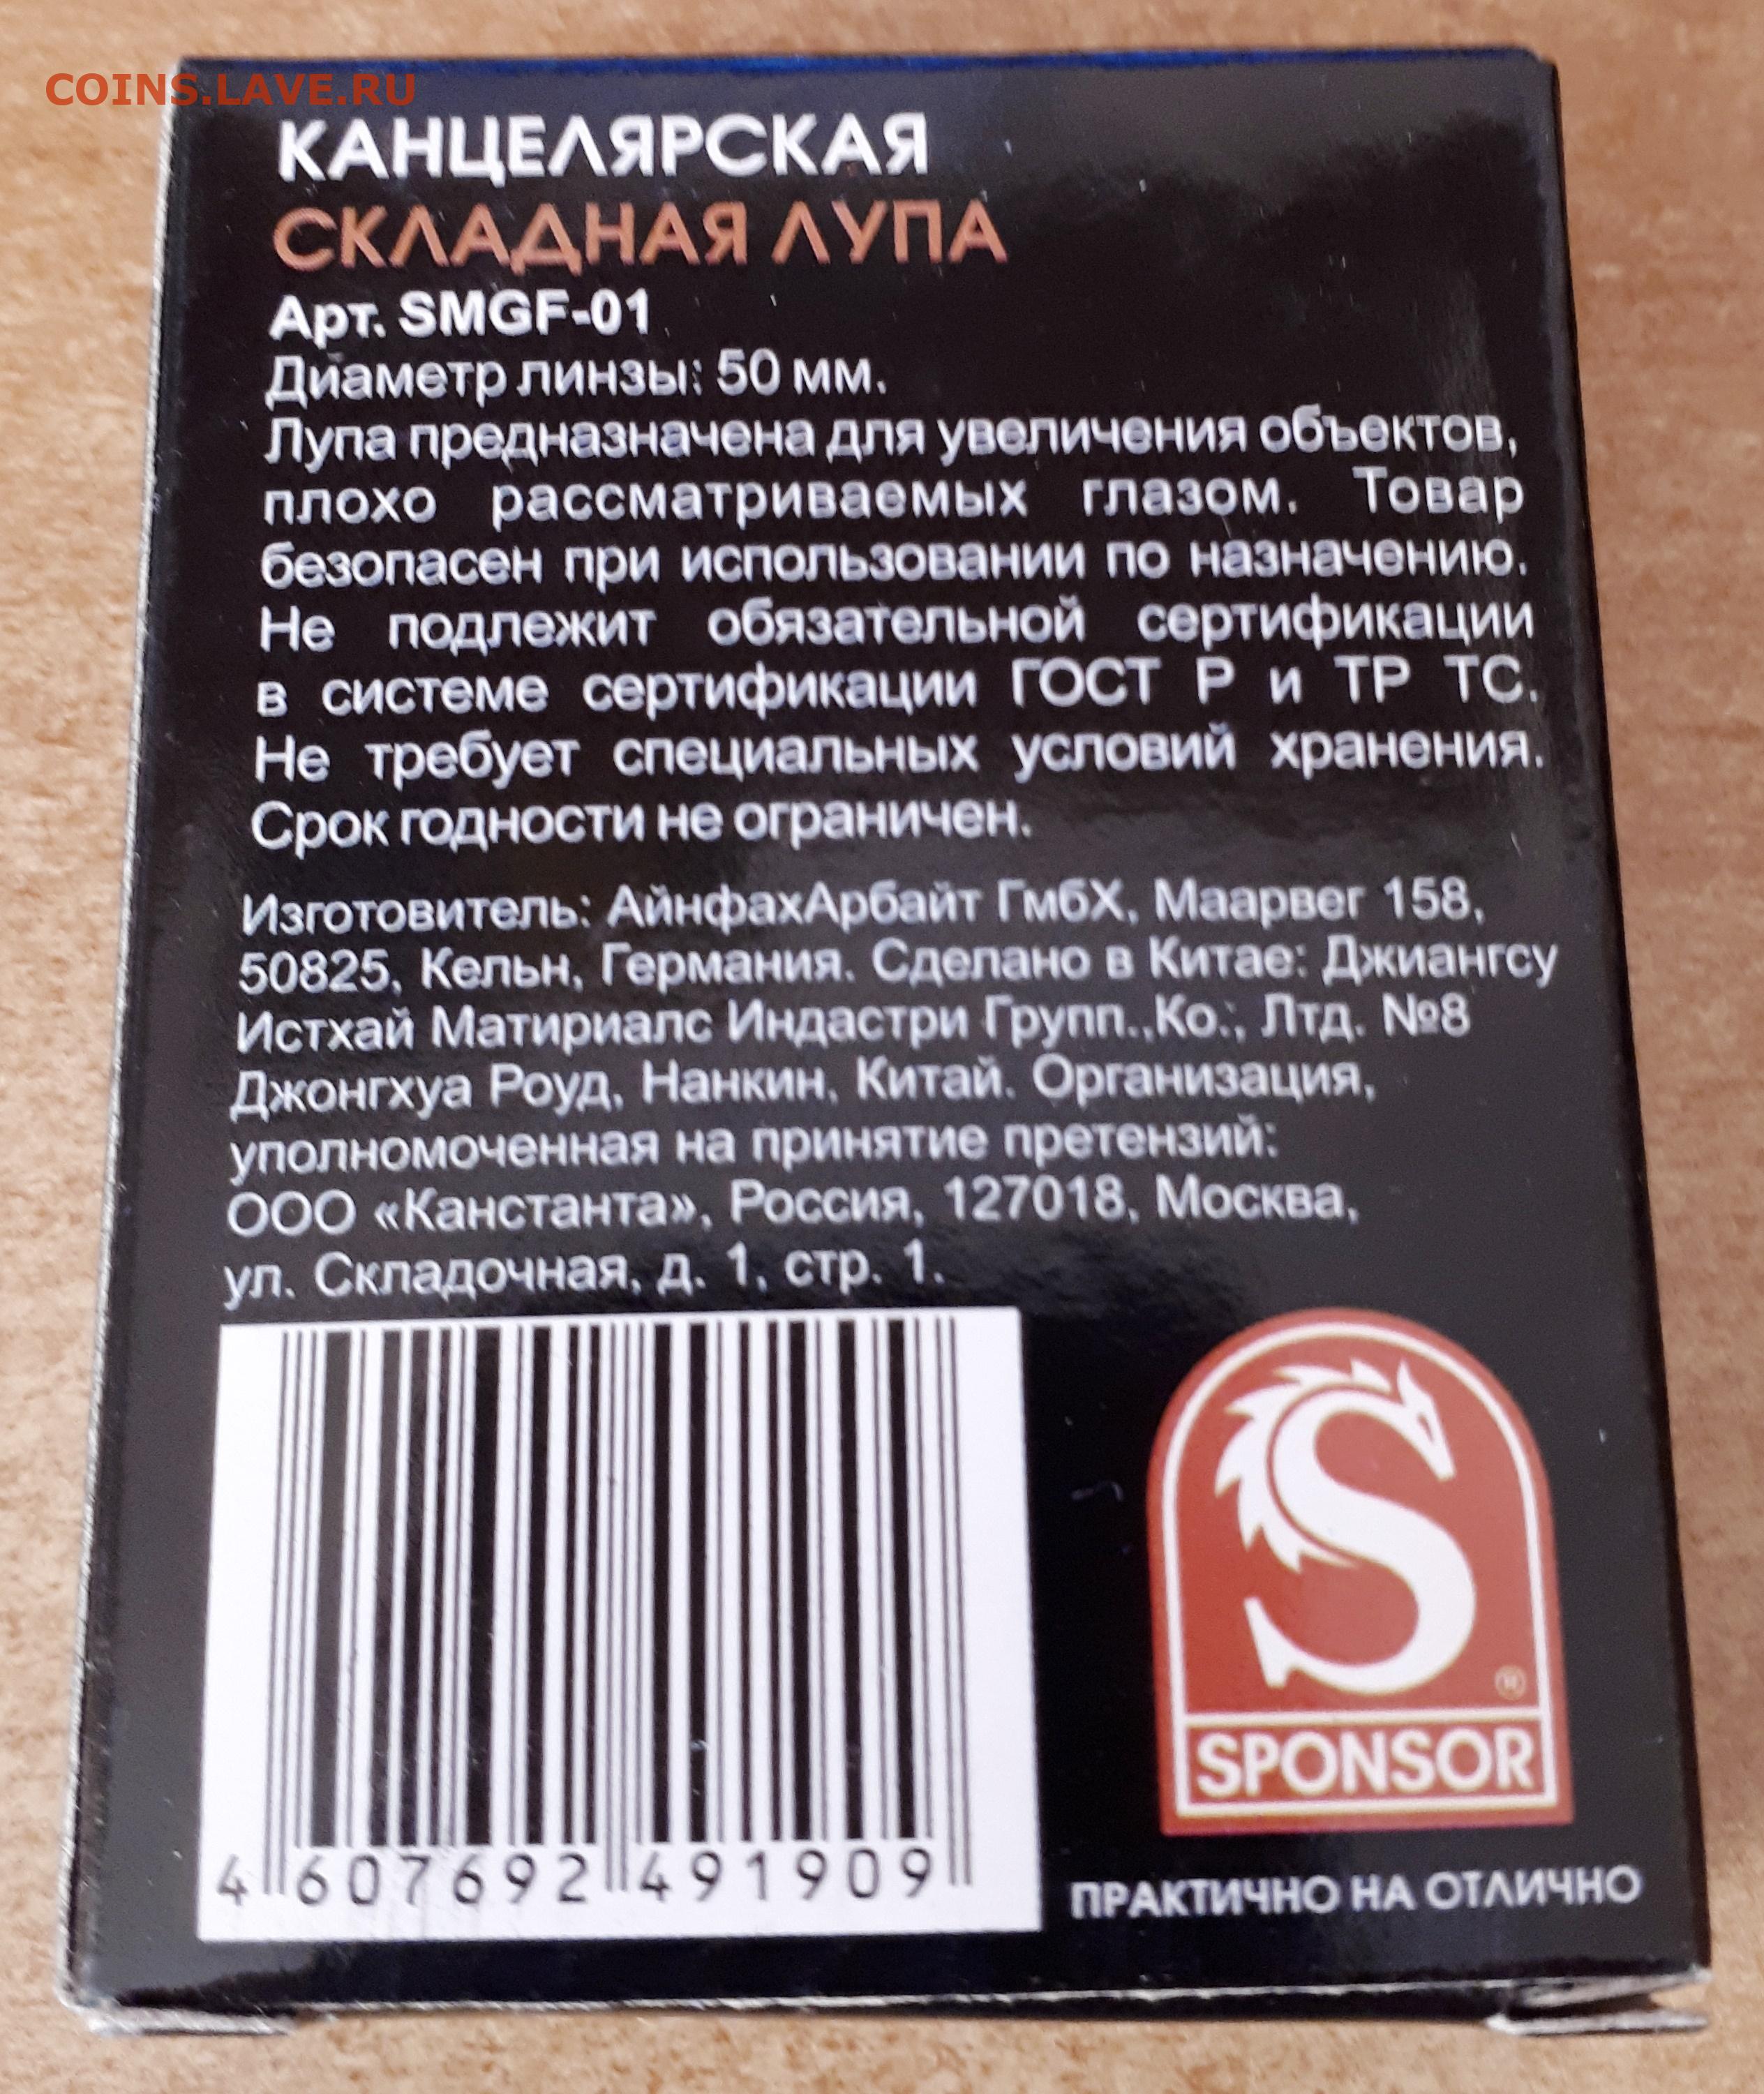 COINS.LAVE.RU
КАНЦЕЛЯРСКАЯ
СКЛАДНАЯ ЛУПА
Арт. SMGF-01
Диаметр линзы: 50 мм.
Лупа предназначена для увеличения объектов,
плохо рассматриваемых глазом. Товар
безопасен при использовании по назначению.
Не подлежит обязательной сертификации
в системе сертификации ГОСТ Р и ТР ТС.
Не требует специальных условий хранения.
Срок годности не ограничен.
Изготовитель: АйнфахАрбайт ГмбХ, Маарвег 158,
50825, Кельн, Германия. Сделано в Китае: Джиангсу
Истхай Матириалс Индастри Групп.,Ко., Лтд. №8
Джонгхуа Роуд, Нанкин, Китай. Организация,
уполномоченная на принятие претензий:
ООО «Канстанта», Россия, 127018, Москва,
ул. Складочная, д. 1, стр. 1.
4 607692 491909
S ®
SPONSOR
ПРАКТИЧНО НА ОТЛИЧНО